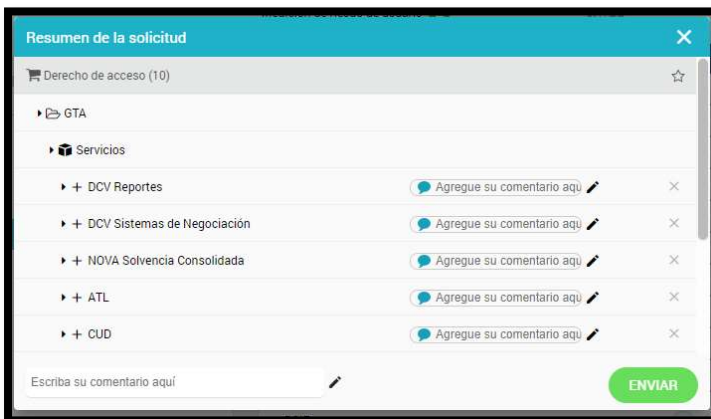 Resumen de la solicitud
Derecho de acceso (10)
GTA
Servicios
DCV Reportes Agregue su comentario aqu
DCV Sistemas de Negociación Agregue su comentario aqu
NOVA Solvencia Consolidada Agregue su comentario aqu
ATL Agregue su comentario aqu
CUD Agregue su comentario aqu
Escriba su comentario aquí
ENVIAR